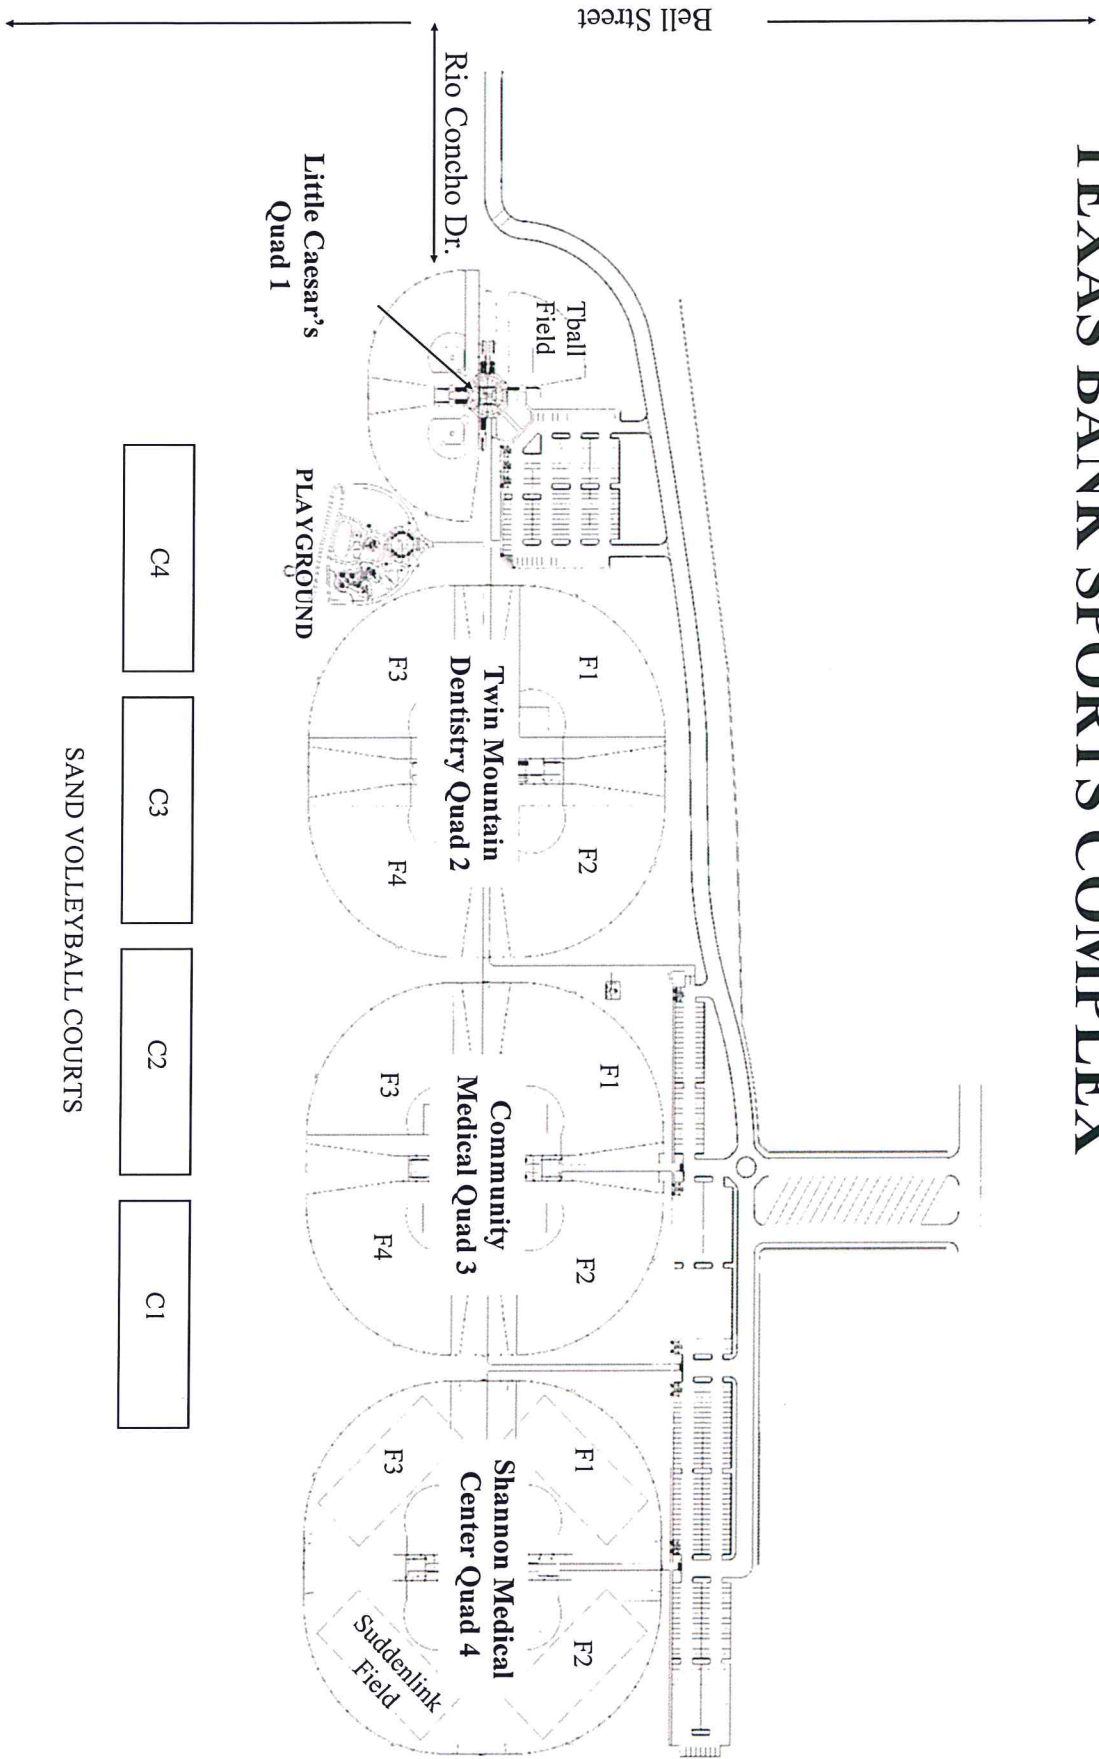 TEXAS BANK SPORTS COMPLEX
Bell Street
Rio Concho Dr.
Little Caesar's
Quad 1
Tball
Field
PLAYGROUND
F1
F2
Twin Mountain
Dentistry Quad 2
F3
F4
F1
F2
Community
Medical Quad 3
F3
F4
F1
F2
Shannon Medical
Center Quad 4
F3
Suddenlink
Field
C4
C3
C2
C1
SAND VOLLEYBALL COURTS